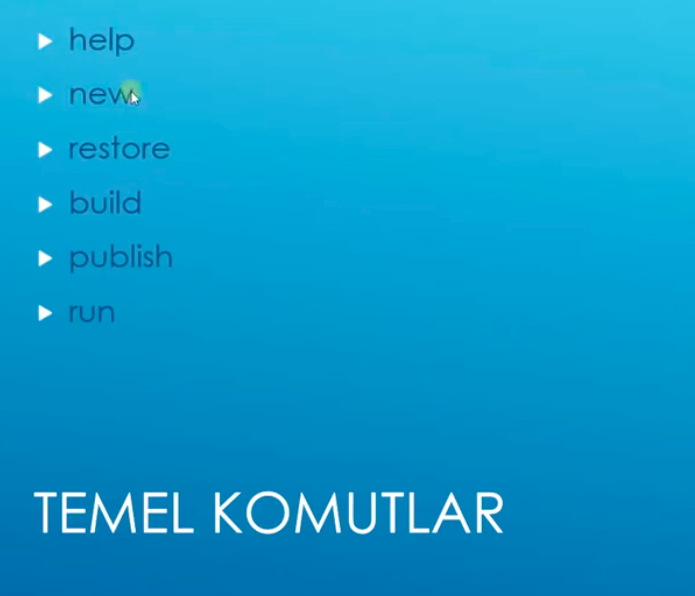 help
new
restore
build
publish
run
TEMEL KOMUTLAR